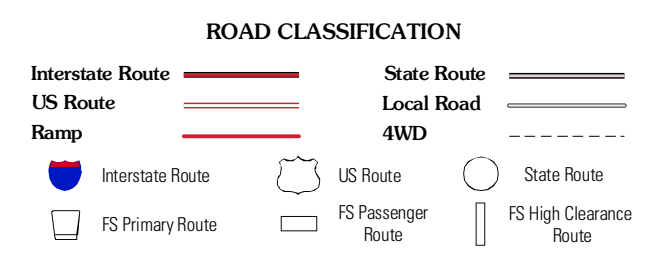 ROAD CLASSIFICATION
Interstate Route
State Route
US Route
Local Road
Ramp
4WD
Interstate Route
US Route
State Route
FS Primary Route
FS Passenger
Route
FS High Clearance
Route